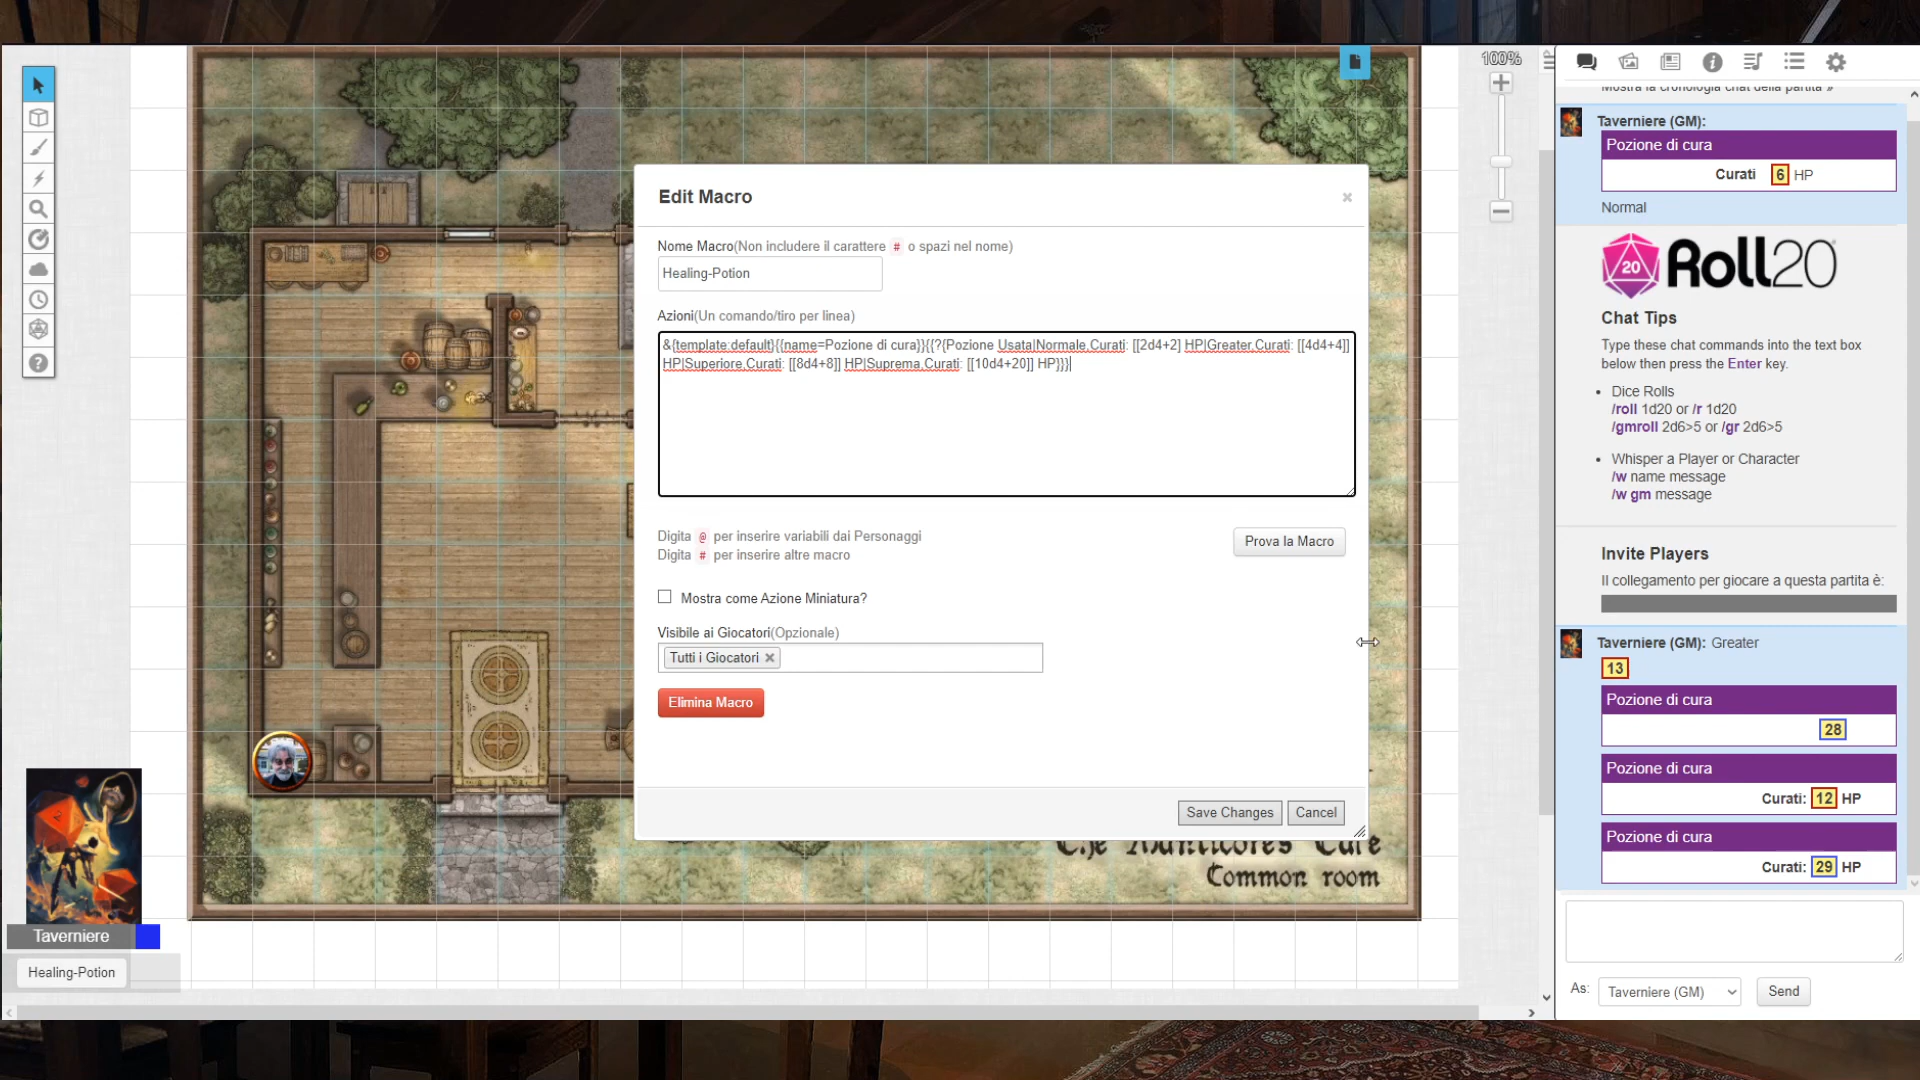 100%
Edit Macro
×
Nome Macro(Non includere il carattere # o spazi nel nome)
Healing-Potion
Azioni(Un comando/tiro per linea)
&{template:default}{{name=Pozione di cura}}{{?{Pozione Usata|Normale,Curati: [[2d4+2] HP|Greater,Curati: [[4d4+4]]
HP|Superiore,Curati: [[8d4+8]] HP|Suprema,Curati: [[10d4+20]] HP}}}
Digita @ per inserire variabili dai Personaggi
Digita # per inserire altre macro
Prova la Macro
Mostra come Azione Miniatura?
Visibile ai Giocatori(Opzionale)
Tutti i Giocatori ×
Elimina Macro
Save Changes
Cancel
Common room
Taverniere
Healing-Potion
Mostra la cronologia chat della partita »
Taverniere (GM):
Pozione di cura
Curati 6 HP
Normal
20 Roll20
Chat Tips
Type these chat commands into the text box
below then press the Enter key.
• Dice Rolls
/roll 1d20 or /r 1d20
/gmroll 2d6>5 or /gr 2d6>5
• Whisper a Player or Character
/w name message
/w gm message
Invite Players
Il collegamento per giocare a questa partita è:
Taverniere (GM): Greater
13
Pozione di cura
28
Pozione di cura
Curati: 12 HP
Pozione di cura
Curati: 29 HP
As:
Taverniere (GM)
Send